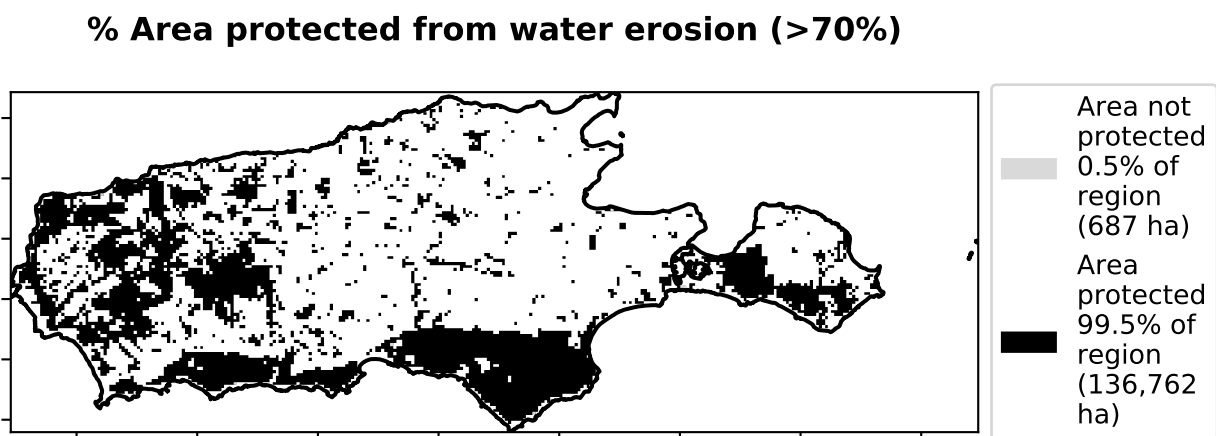 % Area protected from water erosion (>70%)
Area not
protected
0.5% of
region
(687 ha)
Area
protected
99.5% of
region
(136,762
ha)